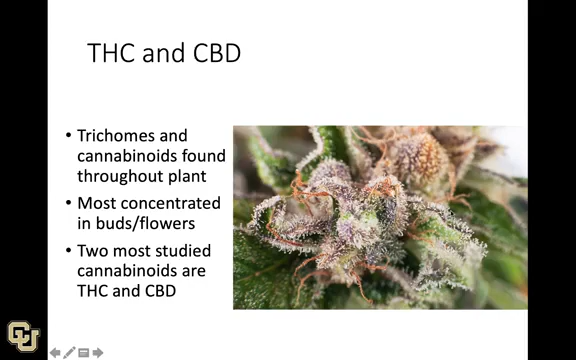 THC and CBD
• Trichomes and
cannabinoids found
throughout plant
• Most concentrated
in buds/flowers
• Two most studied
cannabinoids are
THC and CBD
CU